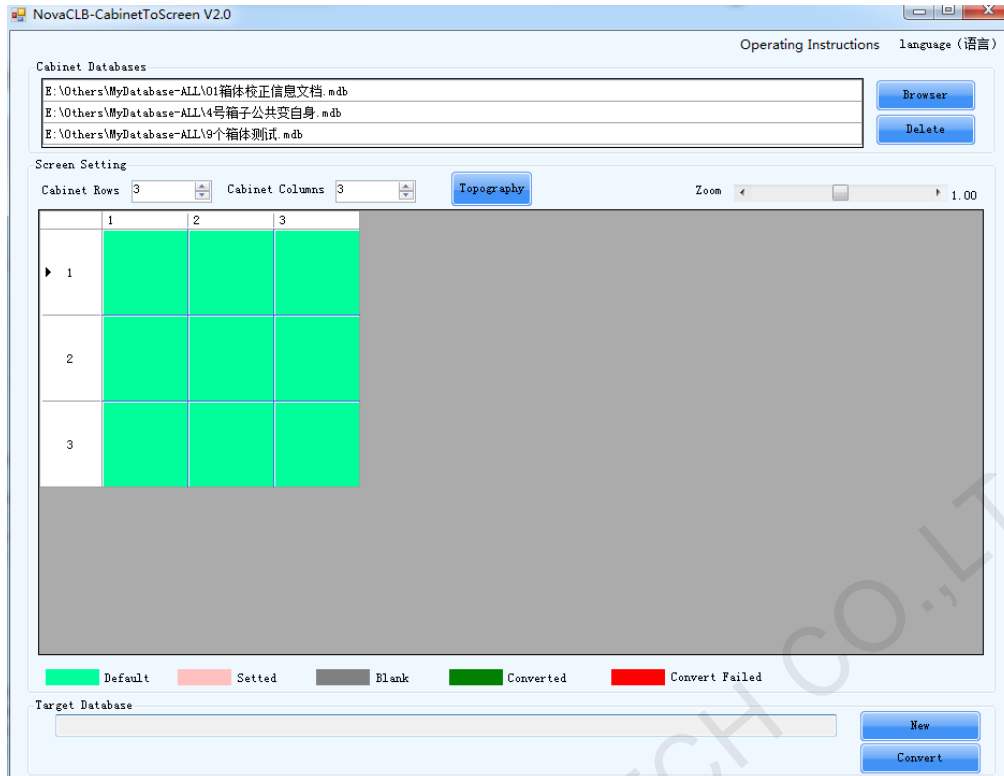 NovaCLB-CabinetToScreen V2.0
Operating Instructions language (语言)
Cabinet Databases
E:\Others\MyDatabase-ALL\01箱体校正信息文档.mdb
Browser
E:\Others\MyDatabase-ALL\4号箱子公共变自身.mdb
E:\Others\MyDatabase-ALL\9个箱体测试.mdb
Delete
Screen Setting
Cabinet Rows 3 Cabinet Columns 3 Topography Zoom 1.00
1 2 3
1
2
3
Default Setted Blank Converted Convert Failed
Target Database
New
Convert
TECH CO.,LT